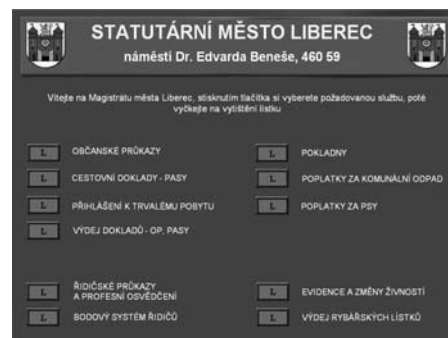 STATUTÁRNÍ MĚSTO LIBEREC
náměstí Dr. Edvarda Beneše, 460 59
Vítejte na Magistrátu města Liberec, stisknutím tlačítka si vyberete požadovanou službu, poté
vyčkejte na vytištění lístku
L OBČANSKÉ PRŮKAZY
L CESTOVNÍ DOKLADY - PASY
L PŘIHLÁŠENÍ K TRVALÉMU POBYTU
L VÝDEJ DOKLADŮ - OP, PASY
L ŘIDIČSKÉ PRŮKAZY
A PROFESNÍ OSVĚDČENÍ
L BODOVÝ SYSTÉM ŘIDIČŮ
L POKLADNY
L POPLATKY ZA KOMUNÁLNÍ ODPAD
L POPLATKY ZA PSY
L EVIDENCE A ZMĚNY ŽIVNOSTÍ
L VÝDEJ RYBÁŘSKÝCH LÍSTKŮ